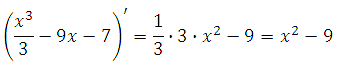 (x³/3 − 9x − 7)′ = 1/3 · 3 · x² − 9 = x² − 9